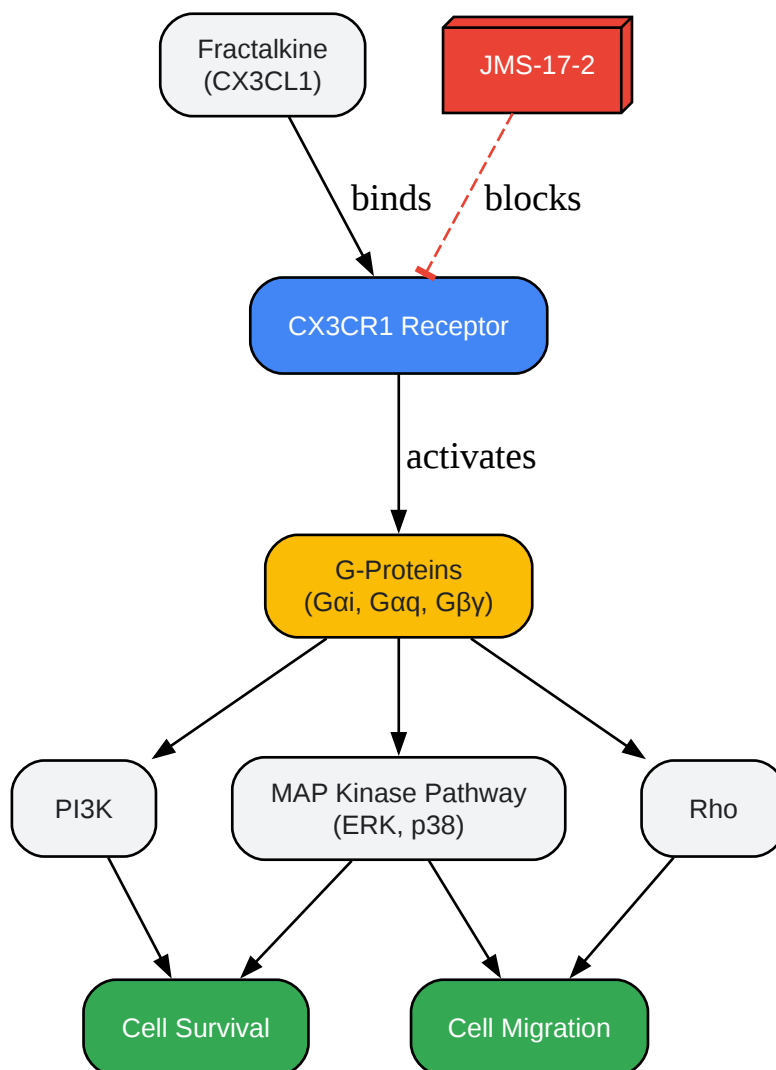 Fractalkine
(CX3CL1)
JMS-17-2
binds
blocks
CX3CR1 Receptor
activates
G-Proteins
(Gαi, Gαq, Gβγ)
PI3K
MAP Kinase Pathway
(ERK, p38)
Rho
Cell Survival
Cell Migration